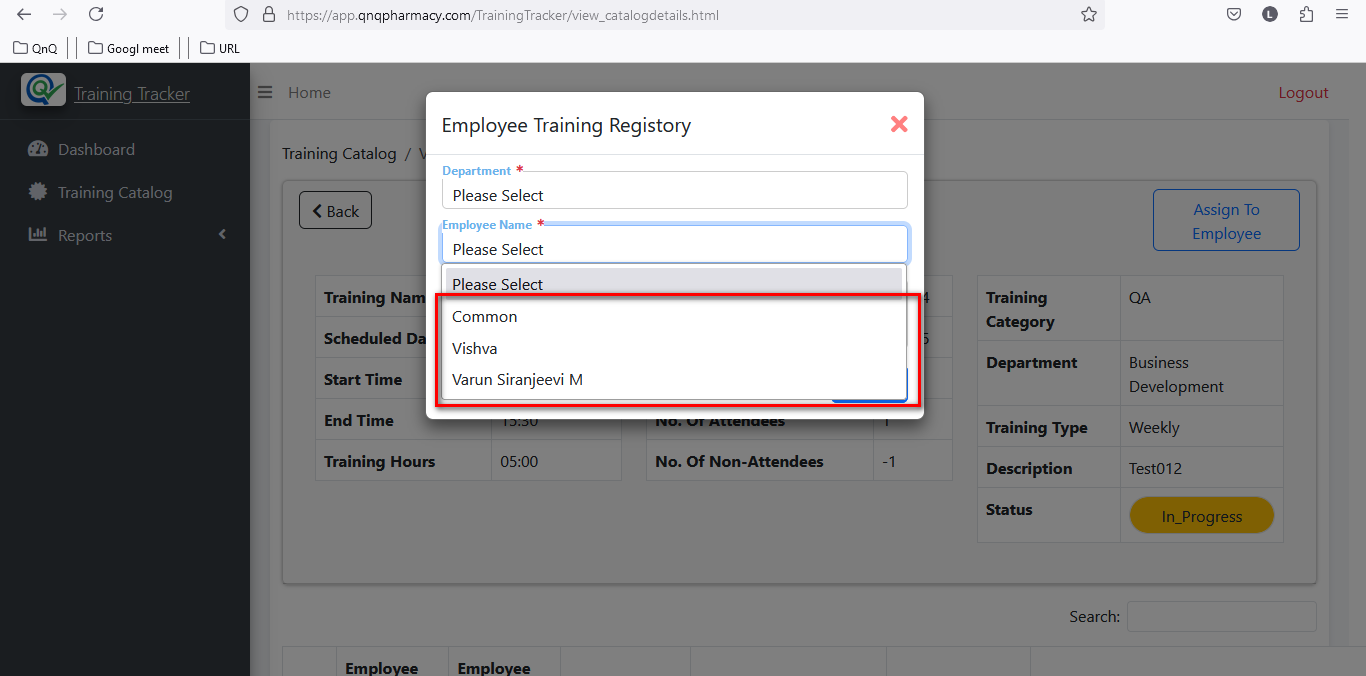 https://app.qnqpharmacy.com/TrainingTracker/view_catalogdetails.html
L
QnQ
Googl meet
URL
Training Tracker
Home
Logout
Dashboard
Training Catalog
Reports
Training Catalog /
Back
Assign To
Employee
Employee Training Registory
Department *
Please Select
Employee Name *
Please Select
Please Select
Common
Vishva
Varun Siranjeevi M
Training Nam
Scheduled Da
Start Time
End Time 15:30
Training Hours 05:00
4
5
No. Of Attendees 1
No. Of Non-Attendees -1
Training
Category
QA
Department
Business
Development
Training Type Weekly
Description Test012
Status In_Progress
Search:
Employee Employee